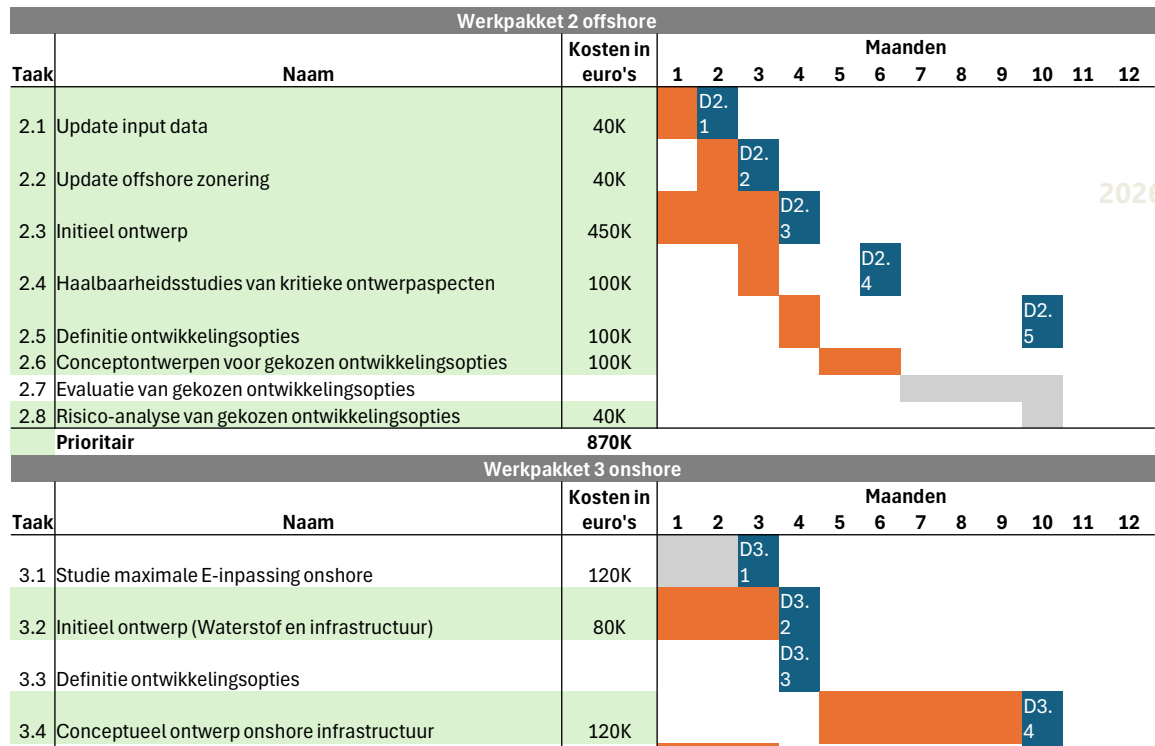 Werkpakket 2 offshore
Kosten in Maanden
Taak Naam euro's 1 2 3 4 5 6 7 8 9 10 11 12
D2.
2.1 Update input data 40K 1
D2.
2.2 Update offshore zonering 40K 2
2026
D2.
2.3 Initieel ontwerp 450K 3
D2.
2.4 Haalbaarheidsstudies van kritieke ontwerpaspecten 100K 4
D2.
2.5 Definitie ontwikkelingsopties 100K 5
2.6 Conceptontwerpen voor gekozen ontwikkelingsopties 100K
2.7 Evaluatie van gekozen ontwikkelingsopties
2.8 Risico-analyse van gekozen ontwikkelingsopties 40K
Prioritair 870K
Werkpakket 3 onshore
Kosten in Maanden
Taak Naam euro's 1 2 3 4 5 6 7 8 9 10 11 12
D3.
3.1 Studie maximale E-inpassing onshore 120K 1
D3.
3.2 Initieel ontwerp (Waterstof en infrastructuur) 80K 2
D3.
3.3 Definitie ontwikkelingsopties 3
D3.
3.4 Conceptueel ontwerp onshore infrastructuur 120K 4